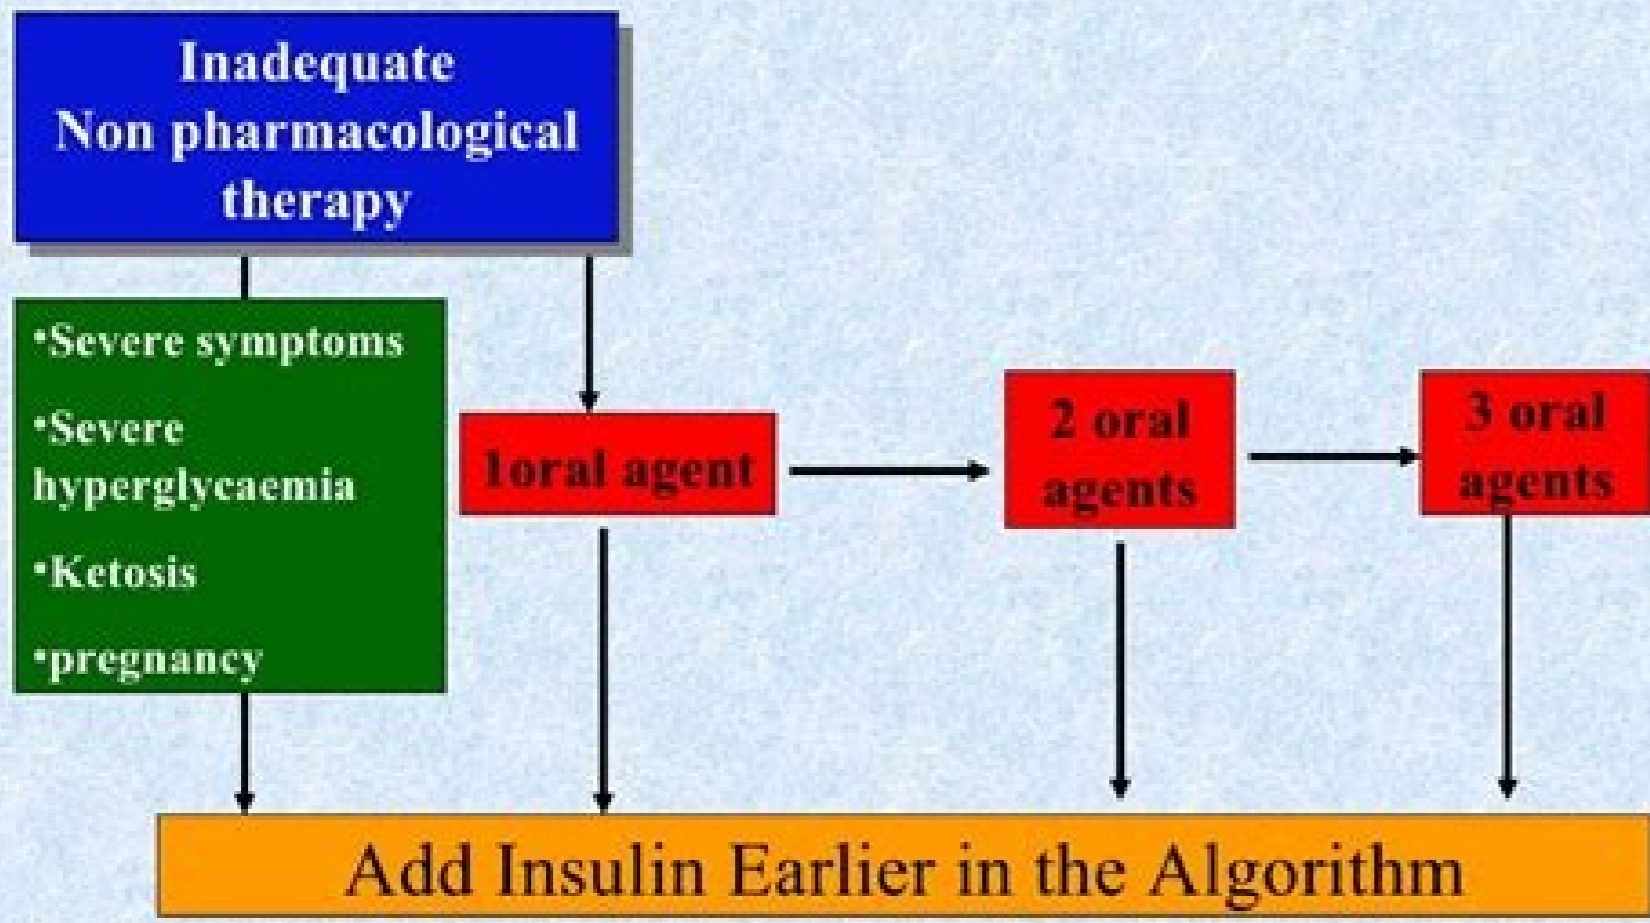 Inadequate
Non pharmacological
therapy
•Severe symptoms
•Severe
hyperglycaemia
•Ketosis
•pregnancy
1oral agent
2 oral
agents
3 oral
agents
Add Insulin Earlier in the Algorithm